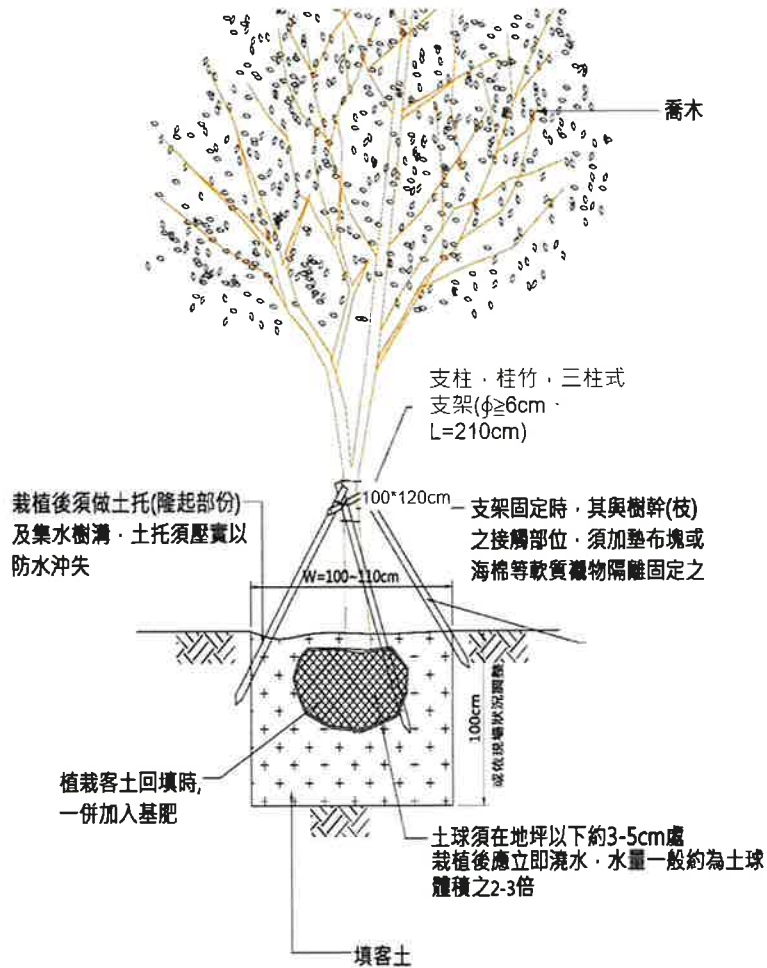 喬木
支柱，桂竹，三柱式
支架(∮≧6cm、
L=210cm)
100*120cm
栽植後須做土托(隆起部份)
及集水樹溝，土托須壓實以
防水沖失
支架固定時，其與樹幹(枝)
之接觸部位，須加墊布塊或
海棉等軟質襯物隔離固定之
W=100~110cm
100cm
或依現場狀況調整
植栽客土回填時,
一併加入基肥
土球須在地坪以下約3-5cm處
栽植後應立即澆水，水量一般約為土球
體積之2-3倍
填客土